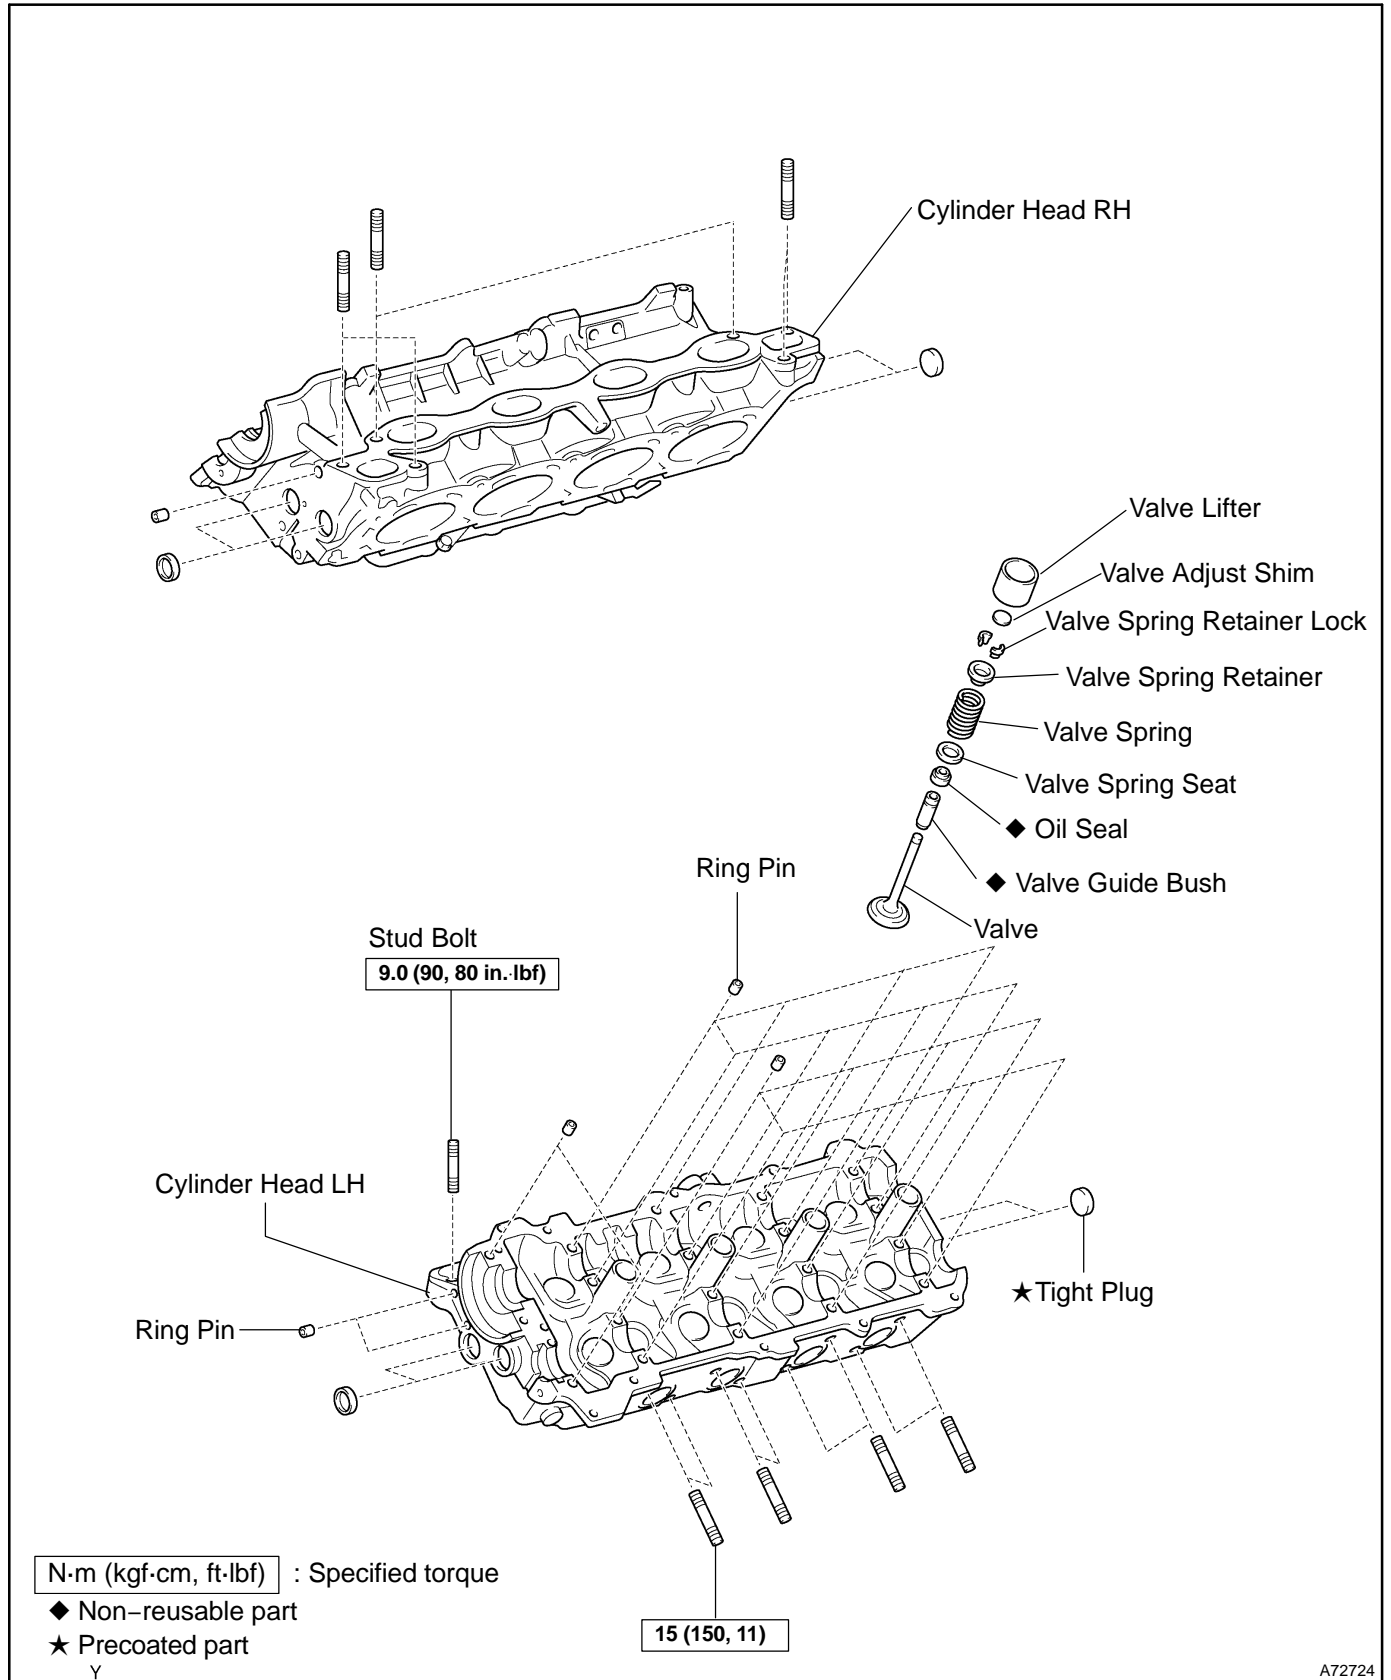 Cylinder Head RH
Valve Lifter
Valve Adjust Shim
Valve Spring Retainer Lock
Valve Spring Retainer
Valve Spring
Valve Spring Seat
◆ Oil Seal
Ring Pin
◆ Valve Guide Bush
Valve
Stud Bolt
9.0 (90, 80 in.·lbf)
Cylinder Head LH
★Tight Plug
Ring Pin
N·m (kgf·cm, ft·lbf) : Specified torque
◆ Non−reusable part
★ Precoated part
15 (150, 11)
Y
A72724